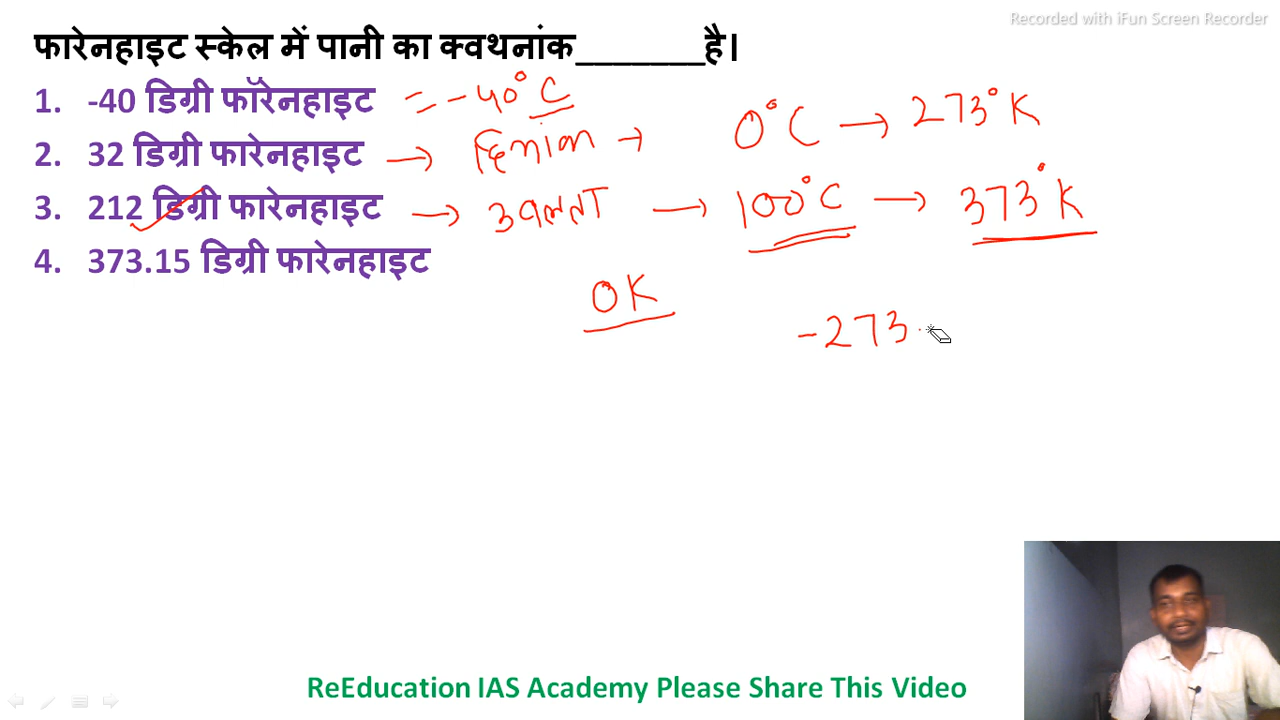 Recorded with iFun Screen Recorder
फारेनहाइट स्केल में पानी का क्वथनांक_______है।
1. -40 डिग्री फॉरेनहाइट = -40°C
2. 32 डिग्री फारेनहाइट → हिमांक → 0°C → 273°K
3. 212 डिग्री फारेनहाइट → उबलता → 100°C → 373°K
4. 373.15 डिग्री फारेनहाइट
0K -273
ReEducation IAS Academy Please Share This Video